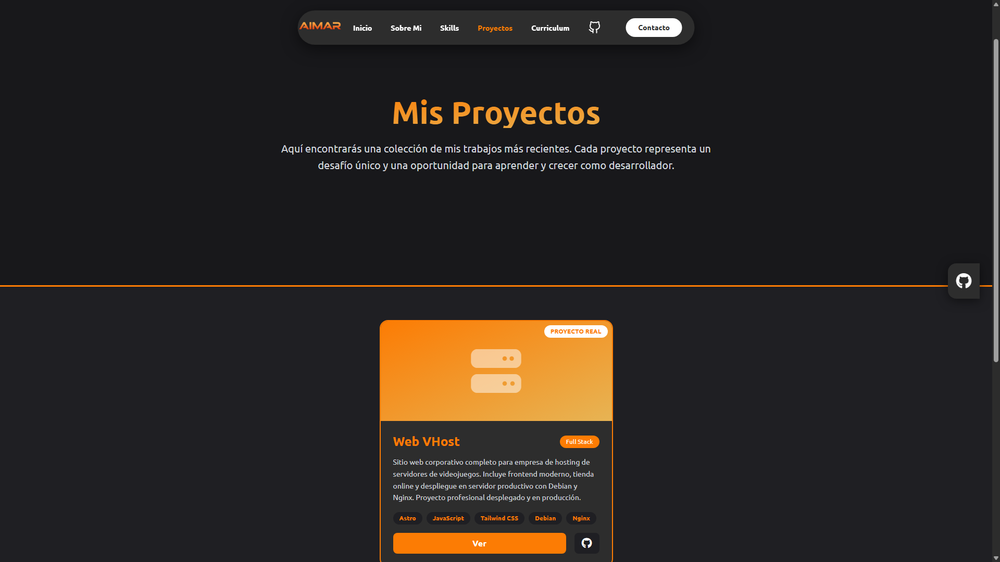 AIMAR
Inicio
Sobre Mi
Skills
Proyectos
Curriculum
Contacto
Mis Proyectos
Aquí encontrarás una colección de mis trabajos más recientes. Cada proyecto representa un
desafío único y una oportunidad para aprender y crecer como desarrollador.
PROYECTO REAL
Web VHost
Full Stack
Sitio web corporativo completo para empresa de hosting de
servidores de videojuegos. Incluye frontend moderno, tienda
online y despliegue en servidor productivo con Debian y
Nginx. Proyecto profesional desplegado y en producción.
Astro
JavaScript
Tailwind CSS
Debian
Nginx
Ver